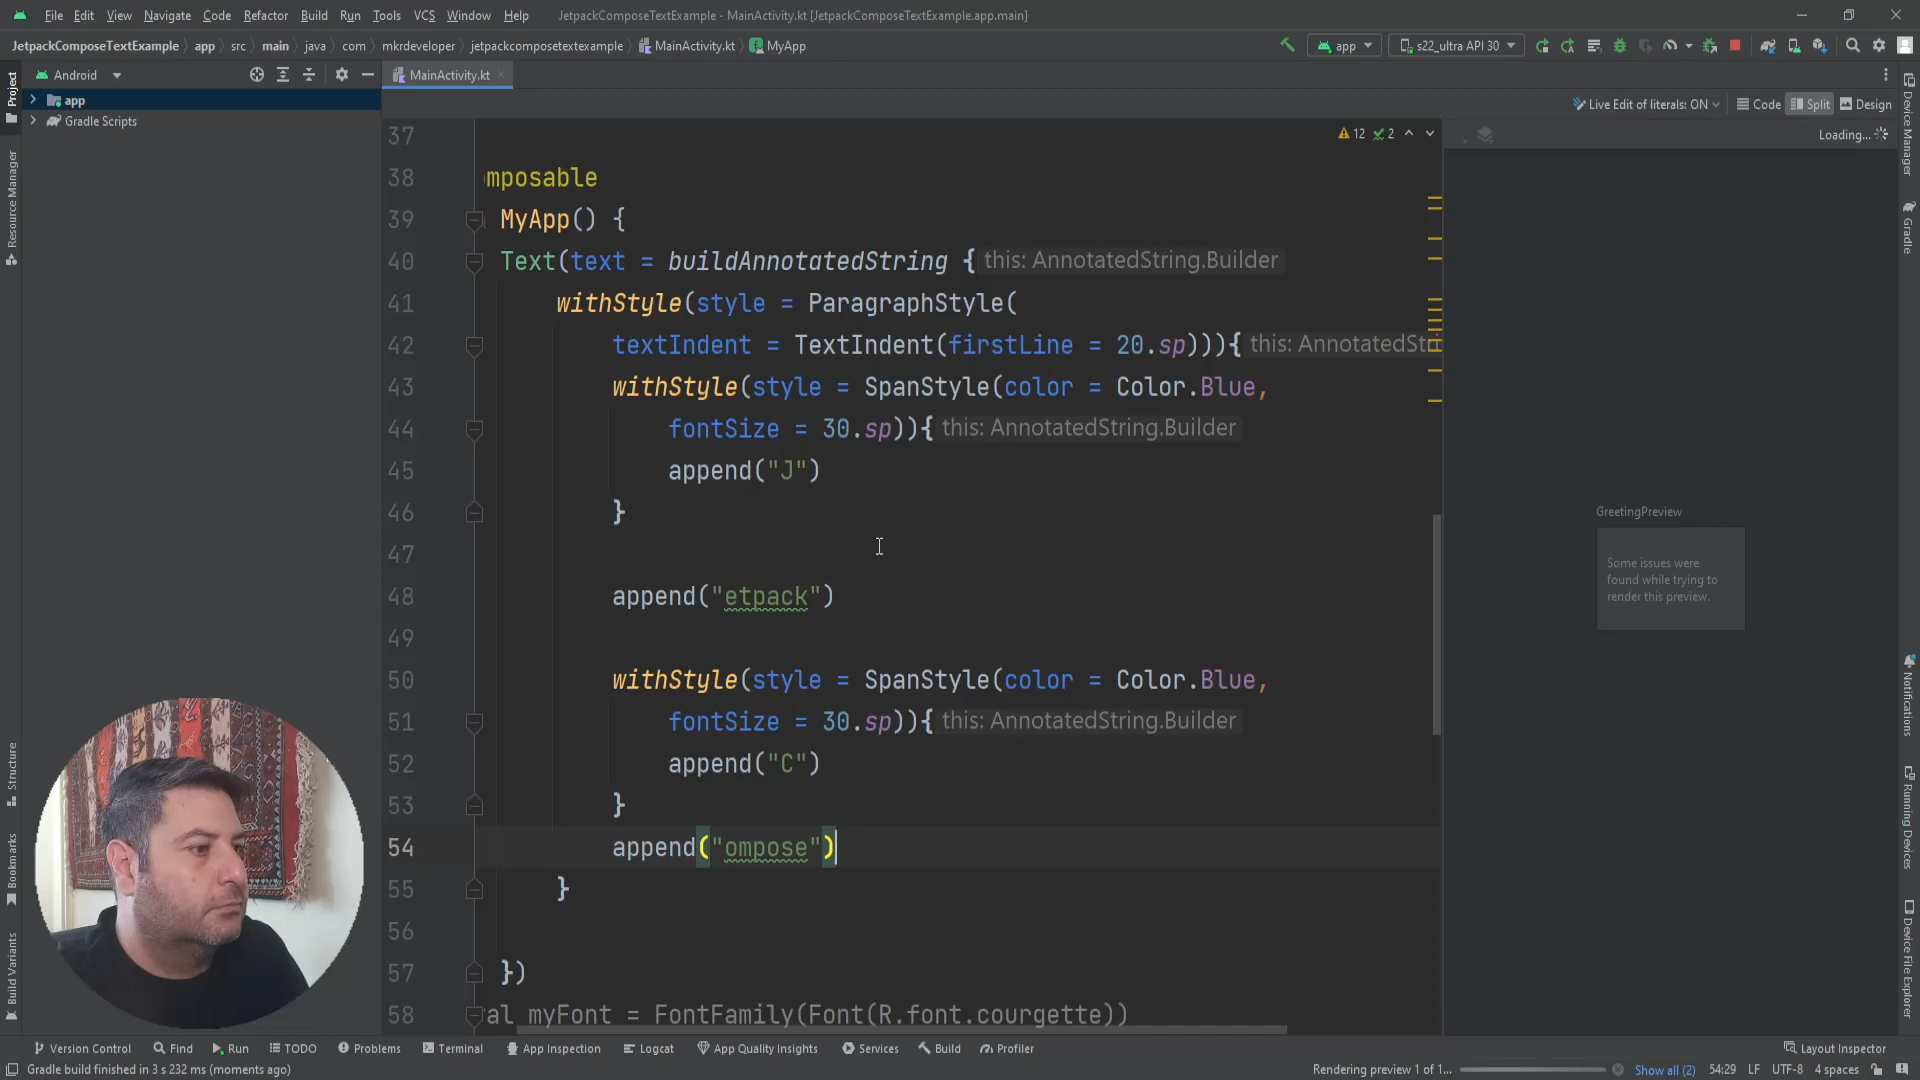 File Edit View Navigate Code Refactor Build Run Tools VCS Window Help JetpackComposeTextExample - MainActivity.kt [JetpackComposeTextExample.app.main]
JetpackComposeTextExample app src main java com mkrdeveloper jetpackcomposetextexample MainActivity.kt MyApp app s22_ultra API 30
Project Android MainActivity.kt
app
Gradle Scripts
Live Edit of literals: ON Code Split Design
12 2
Loading...
37
38 mposable
39 MyApp() {
40 Text(text = buildAnnotatedString { this: AnnotatedString.Builder
41 withStyle(style = ParagraphStyle(
42 textIndent = TextIndent(firstLine = 20.sp))){ this: AnnotatedStri
43 withStyle(style = SpanStyle(color = Color.Blue,
44 fontSize = 30.sp)){ this: AnnotatedString.Builder
45 append("J")
46 }
47
48 append("etpack")
49
50 withStyle(style = SpanStyle(color = Color.Blue,
51 fontSize = 30.sp)){ this: AnnotatedString.Builder
52 append("C")
53 }
54 append("ompose")
55 }
56
57 })
58 al myFont = FontFamily(Font(R.font.courgette))
GreetingPreview
Some issues were
found while trying to
render this preview.
Resource Manager
Structure
Bookmarks
Build Variants
Device Manager
Gradle
Notifications
Running Devices
Device File Explorer
Version Control Find Run TODO Problems Terminal App Inspection Logcat App Quality Insights Services Build Profiler Layout Inspector
Gradle build finished in 3 s 232 ms (moments ago) Rendering preview 1 of 1... Show all (2) 54:29 LF UTF-8 4 spaces